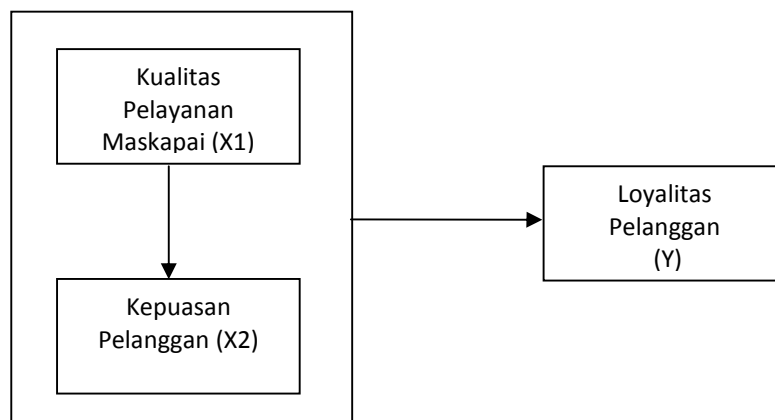 Kualitas
Pelayanan
Maskapai (X1)
Loyalitas
Pelanggan
(Y)
Kepuasan
Pelanggan (X2)